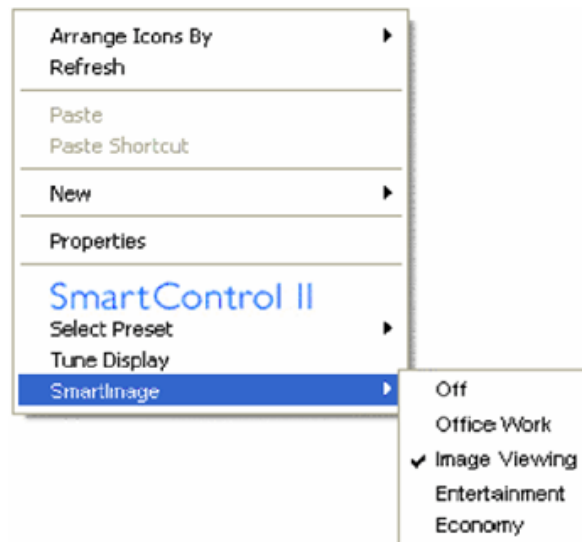 Arrange Icons By
Refresh
Paste
Paste Shortcut
New
Properties
SmartControl II
Select Preset
Tune Display
SmartImage
Off
Office Work
Image Viewing
Entertainment
Economy